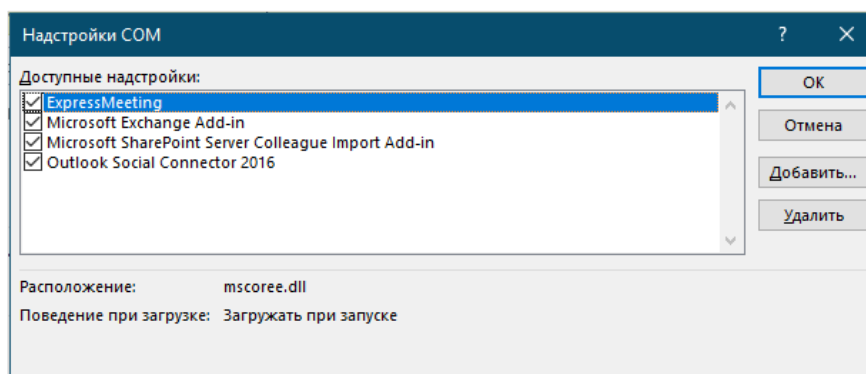 Надстройки COM
?
Доступные надстройки:
ExpressMeeting
Microsoft Exchange Add-in
Microsoft SharePoint Server Colleague Import Add-in
Outlook Social Connector 2016
ОК
Отмена
Добавить...
Удалить
Расположение: mscoree.dll
Поведение при загрузке: Загружать при запуске